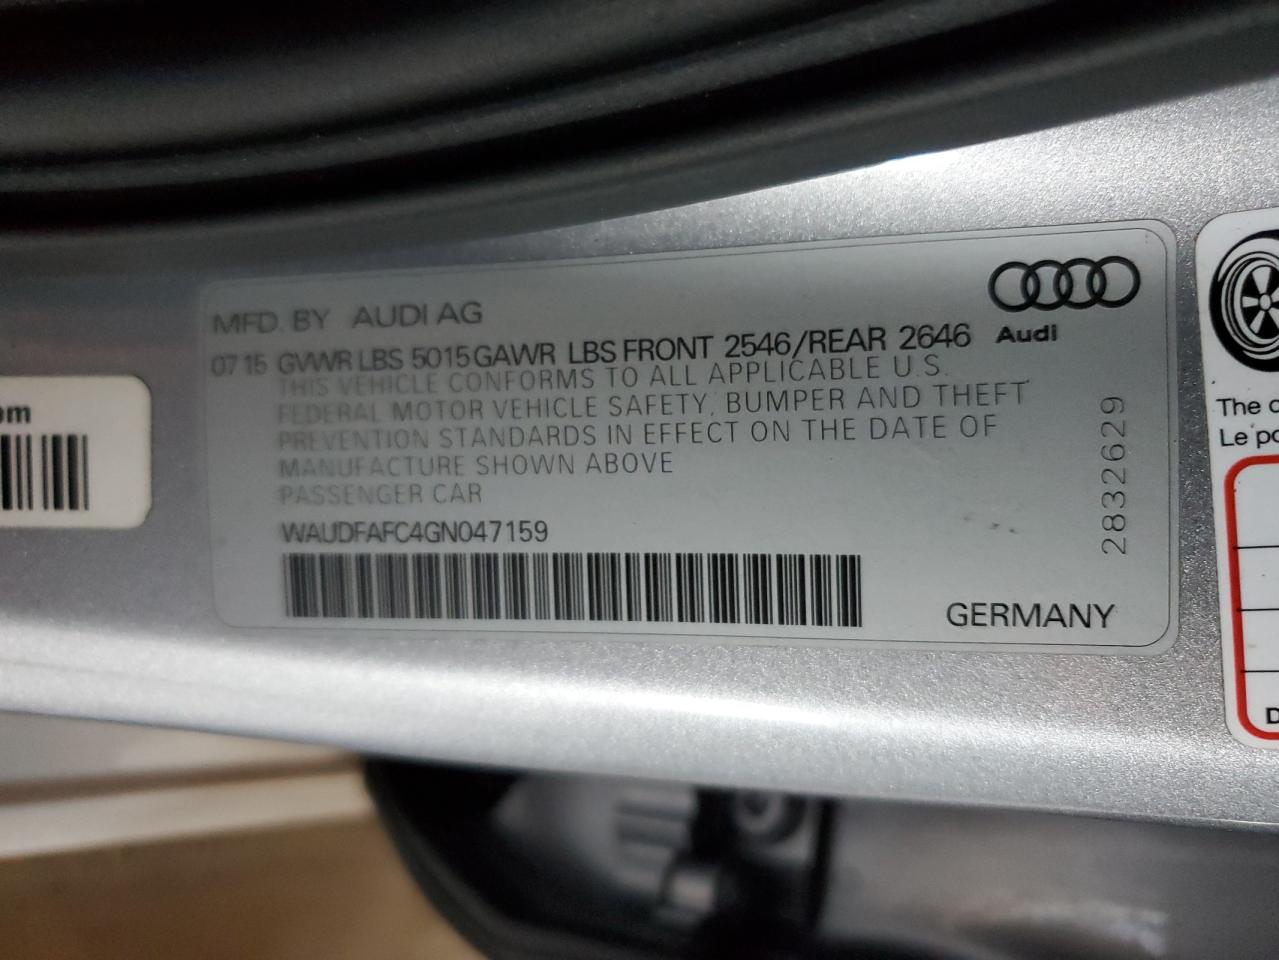 MFD. BY AUDI AG
Audi
07 15 GVWR LBS 5015 GAWR LBS FRONT 2546/REAR 2646
THIS VEHICLE CONFORMS TO ALL APPLICABLE U.S.
FEDERAL MOTOR VEHICLE SAFETY, BUMPER AND THEFT
PREVENTION STANDARDS IN EFFECT ON THE DATE OF
MANUFACTURE SHOWN ABOVE
PASSENGER CAR
WAUDFAFC4GN047159
GERMANY
2832629
The
Le